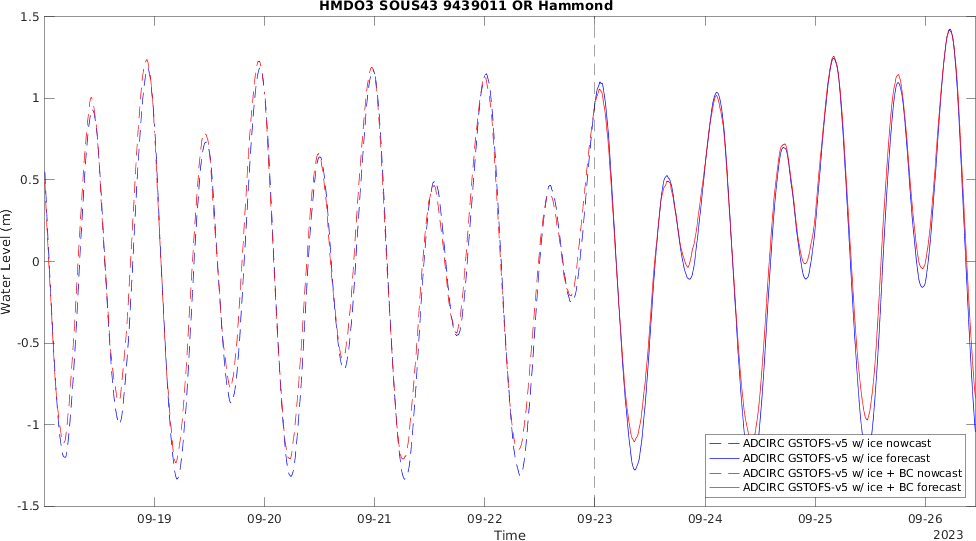 HMDO3 SOUS43 9439011 OR Hammond
1.5
1
0.5
0
-0.5
-1
-1.5
Water Level (m)
ADCIRC GSTOFS-v5 w/ ice nowcast
ADCIRC GSTOFS-v5 w/ ice forecast
ADCIRC GSTOFS-v5 w/ ice + BC nowcast
ADCIRC GSTOFS-v5 w/ ice + BC forecast
09-19 09-20 09-21 09-22 09-23 09-24 09-25 09-26
Time
2023